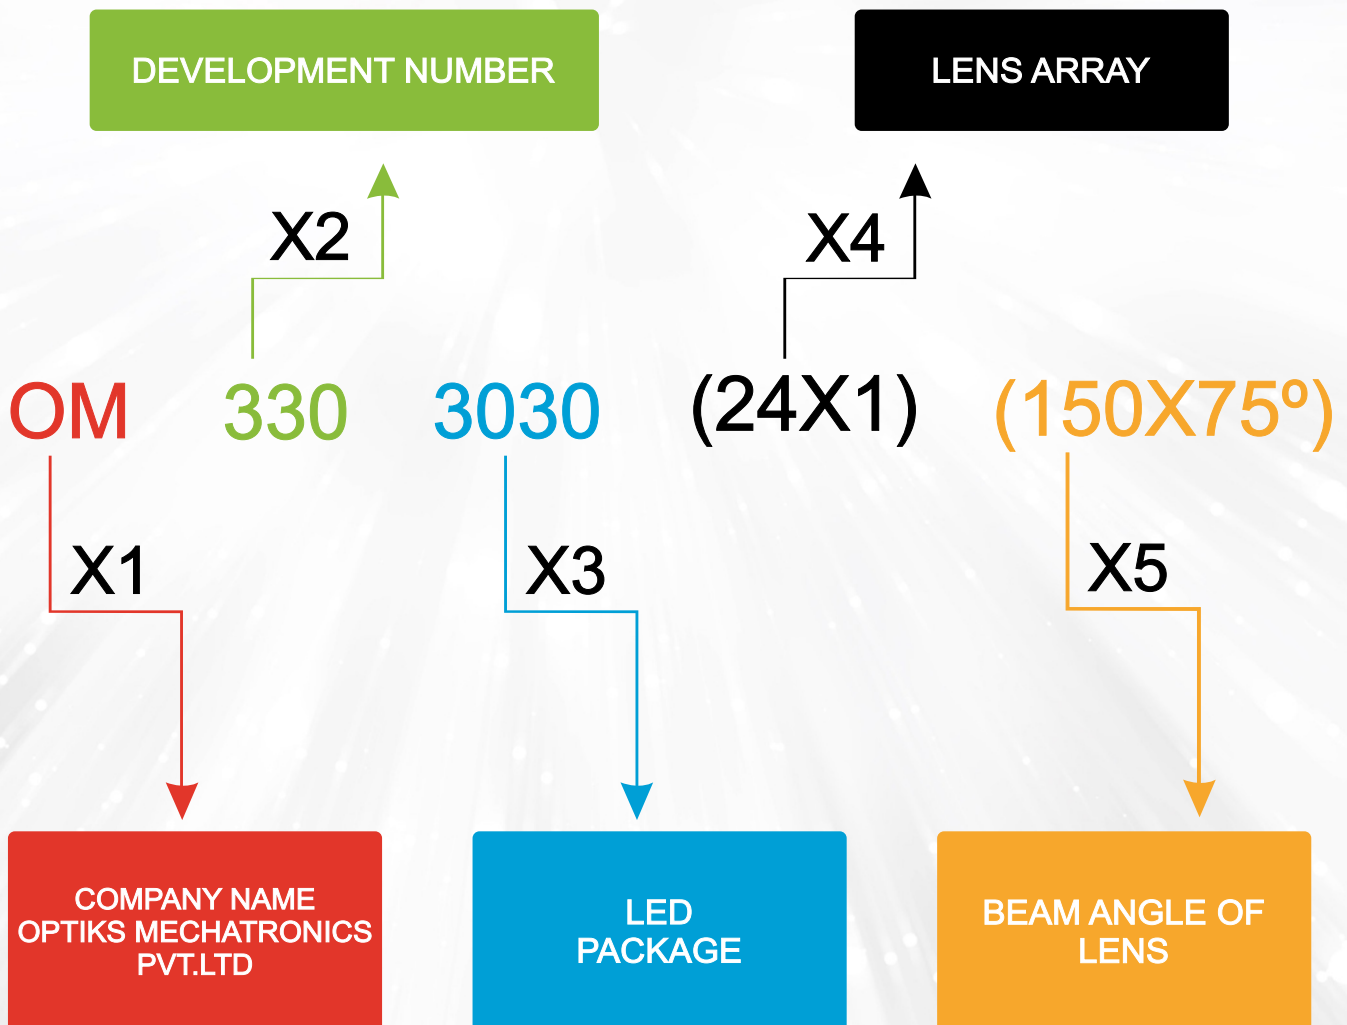 DEVELOPMENT NUMBER
LENS ARRAY
X2
X4
OM 330 3030 (24X1) (150X75º)
X1
X3
X5
COMPANY NAME
OPTIKS MECHATRONICS
PVT.LTD
LED
PACKAGE
BEAM ANGLE OF
LENS